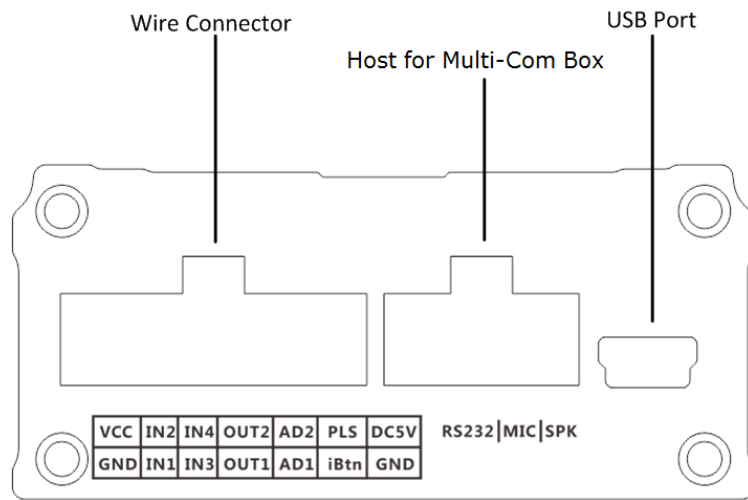 Wire Connector
USB Port
Host for Multi-Com Box
VCC IN2 IN4 OUT2 AD2 PLS DC5V
RS232|MIC|SPK
GND IN1 IN3 OUT1 AD1 iBtn GND